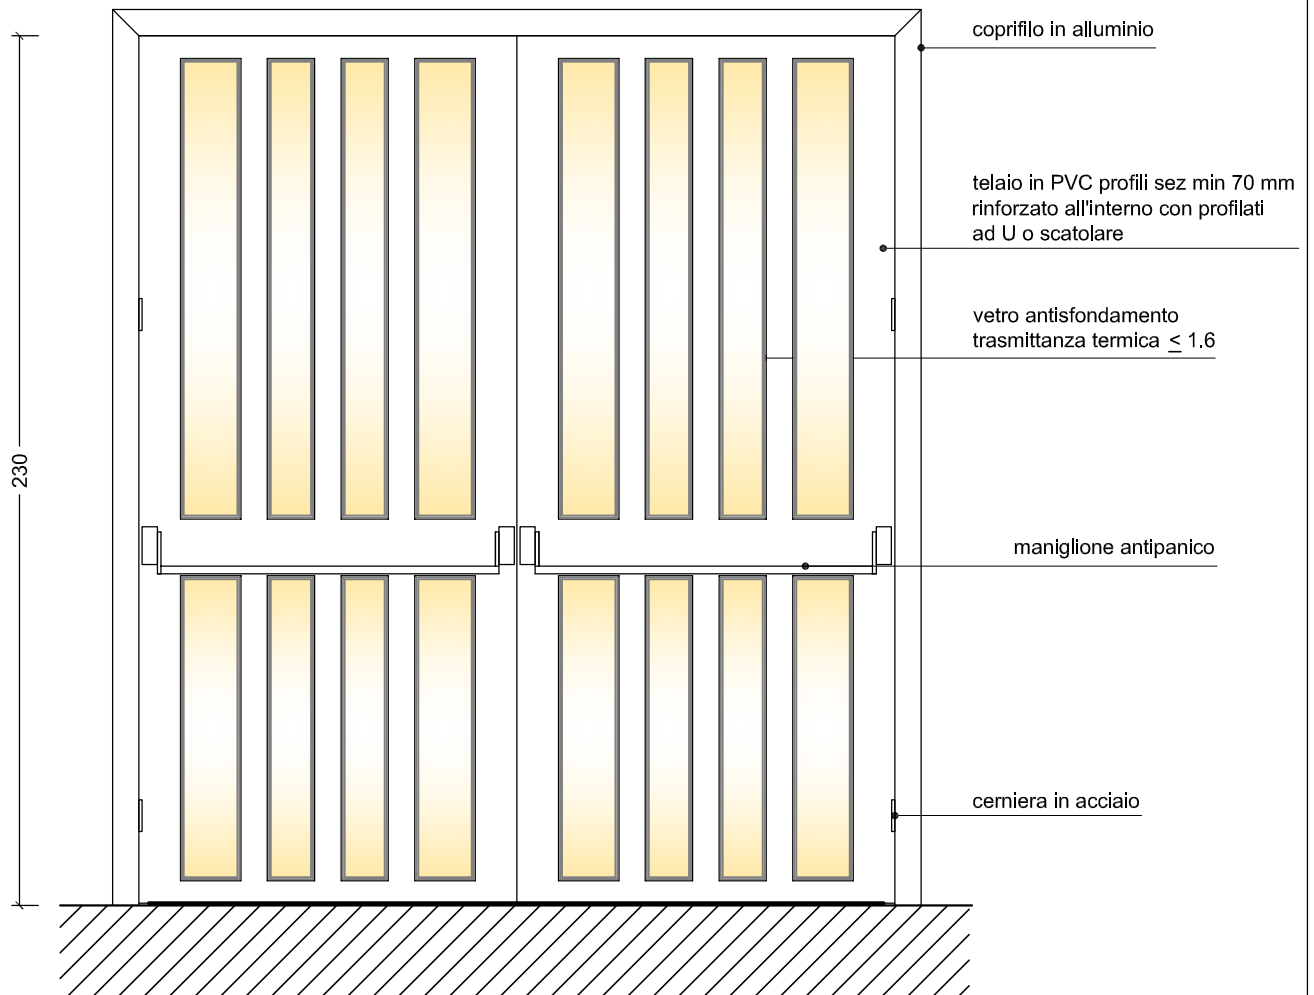 coprifilo in alluminio
telaio in PVC profili sez min 70 mm
rinforzato all'interno con profilati
ad U o scatolare
vetro antisfondamento
trasmittanza termica ≤ 1.6
230
maniglione antipanico
cerniera in acciaio